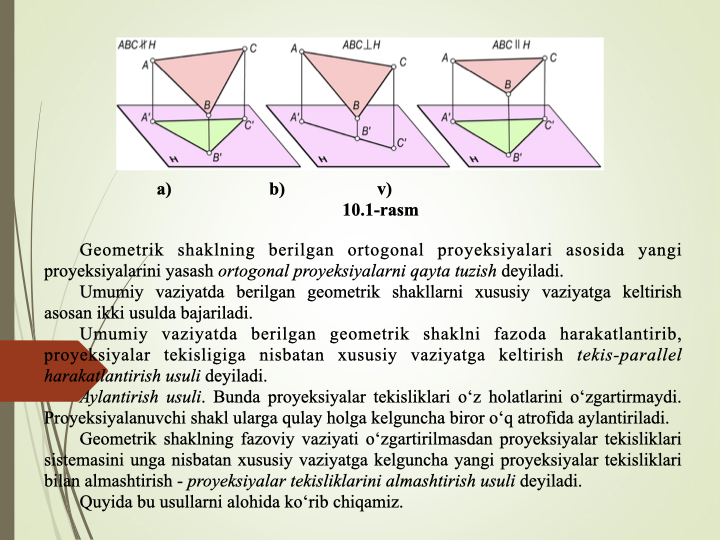 ABC∦H
ABC⊥H
ABC ∥ H
A C B A' C' B' H
A C B A' B' C' H
A C B A' C' B' H
a) b) v)
10.1-rasm
Geometrik shaklning berilgan ortogonal proyeksiyalari asosida yangi
proyeksiyalarini yasash ortogonal proyeksiyalarni qayta tuzish deyiladi.
Umumiy vaziyatda berilgan geometrik shakllarni xususiy vaziyatga keltirish
asosan ikki usulda bajariladi.
Umumiy vaziyatda berilgan geometrik shaklni fazoda harakatlantirib,
proyeksiyalar tekisligiga nisbatan xususiy vaziyatga keltirish tekis-parallel
harakatlantirish usuli deyiladi.
Aylantirish usuli. Bunda proyeksiyalar tekisliklari o‘z holatlarini o‘zgartirmaydi.
Proyeksiyalanuvchi shakl ularga qulay holga kelguncha biror o‘q atrofida aylantiriladi.
Geometrik shaklning fazoviy vaziyati o‘zgartirilmasdan proyeksiyalar tekisliklari
sistemasini unga nisbatan xususiy vaziyatga kelguncha yangi proyeksiyalar tekisliklari
bilan almashtirish - proyeksiyalar tekisliklarini almashtirish usuli deyiladi.
Quyida bu usullarni alohida ko‘rib chiqamiz.